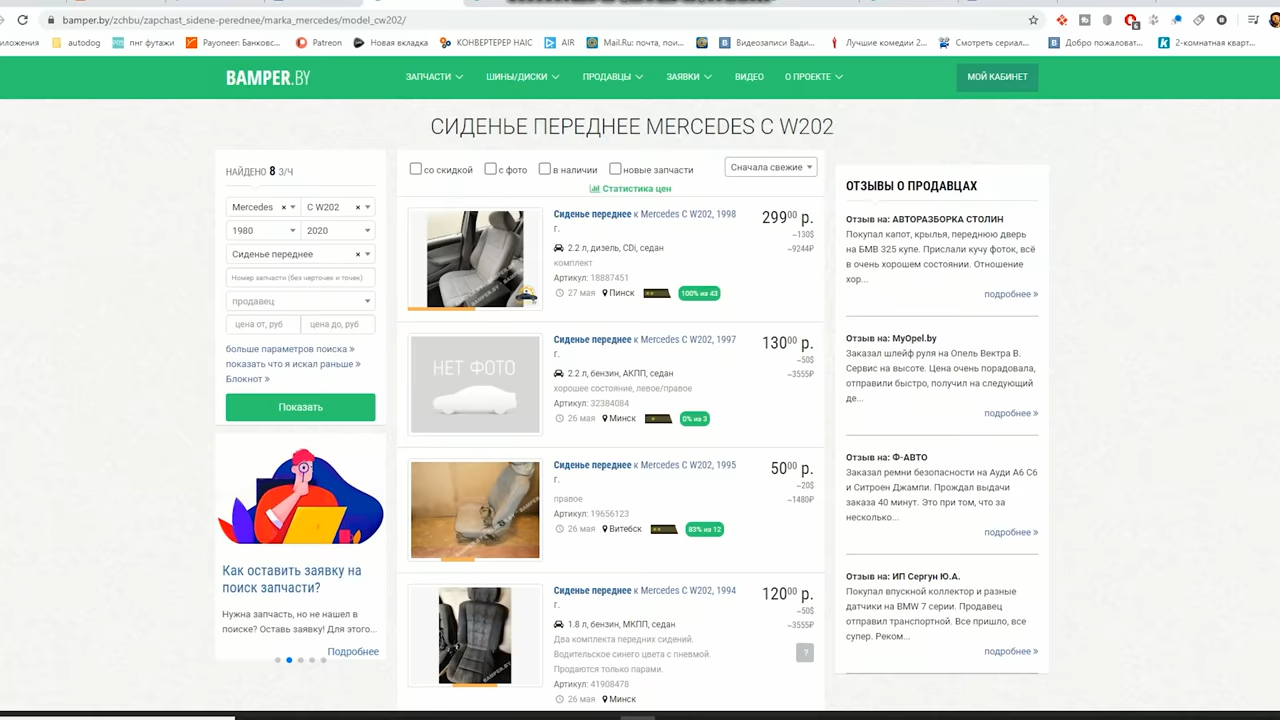 bamper.by/zchbu/zapchast_sidene-perednee/marka_mercedes/model_cw202/
autodog
пнг футажи
Payoneer: Банковс...
Patreon
Новая вкладка
КОНВЕРТЕРЕР НАІС
AIR
Mail.Ru: почта, пои...
Видеозаписи Вади...
Лучшие комедии 2...
Смотреть сериал...
Добро пожаловат...
2-комнатная кварт...
BAMPER.BY
ЗАПЧАСТИ
ШИНЫ/ДИСКИ
ПРОДАВЦЫ
ЗАЯВКИ
ВИДЕО
О ПРОЕКТЕ
МОЙ КАБИНЕТ
СИДЕНЬЕ ПЕРЕДНЕЕ MERCEDES C W202
НАЙДЕНО 8 З/Ч
Mercedes × C W202 ×
1980 2020
Сиденье переднее ×
Номер запчасти (без черточек и точек)
продавец
цена от, руб цена до, руб
больше параметров поиска »
показать что я искал раньше »
Блокнот »
Показать
Как оставить заявку на
поиск запчасти?
Нужна запчасть, но не нашел в
поиске? Оставь заявку! Для этого...
Подробнее
со скидкой с фото в наличии новые запчасти
Сначала свежие
Статистика цен
Сиденье переднее к Mercedes C W202, 1998
г.
299 00 р.
~130$
~9244₽
2.2 л, дизель, CDi, седан
комплект
Артикул: 18887451
27 мая Пинск 100% из 43
BAMPER.BY
Сиденье переднее к Mercedes C W202, 1997
г.
130 00 р.
~50$
~3555₽
НЕТ ФОТО
2.2 л, бензин, АКПП, седан
хорошее состояние, левое/правое
Артикул: 32384084
26 мая Минск 0% из 3
Сиденье переднее к Mercedes C W202, 1995
г.
50 00 р.
~20$
~1480₽
правое
Артикул: 19656123
26 мая Витебск 83% из 12
Сиденье переднее к Mercedes C W202, 1994
г.
120 00 р.
~50$
~3555₽
1.8 л, бензин, МКПП, седан
Два комплекта передних сидений.
Водительское синего цвета с пневмой.
Продаются только парами.
Артикул: 41908478
26 мая Минск
?
ОТЗЫВЫ О ПРОДАВЦАХ
Отзыв на: АВТОРАЗБОРКА СТОЛИН
Покупал капот, крылья, переднюю дверь
на БМВ 325 купе. Прислали кучу фоток, всё
в очень хорошем состоянии. Отношение
хор...
подробнее »
Отзыв на: MyOpel.by
Заказал шлейф руля на Опель Вектра В.
Сервис на высоте. Цена очень порадовала,
отправили быстро, получил на следующий
де...
подробнее »
Отзыв на: Ф-АВТО
Заказал ремни безопасности на Ауди А6 С6
и Ситроен Джампи. Прождал выдачи
заказа 40 минут. Это при том, что за
несколько...
подробнее »
Отзыв на: ИП Сергун Ю.А.
Покупал впускной коллектор и разные
датчики на BMW 7 серии. Продавец
отправил транспортной. Все пришло, все
супер. Реком...
подробнее »